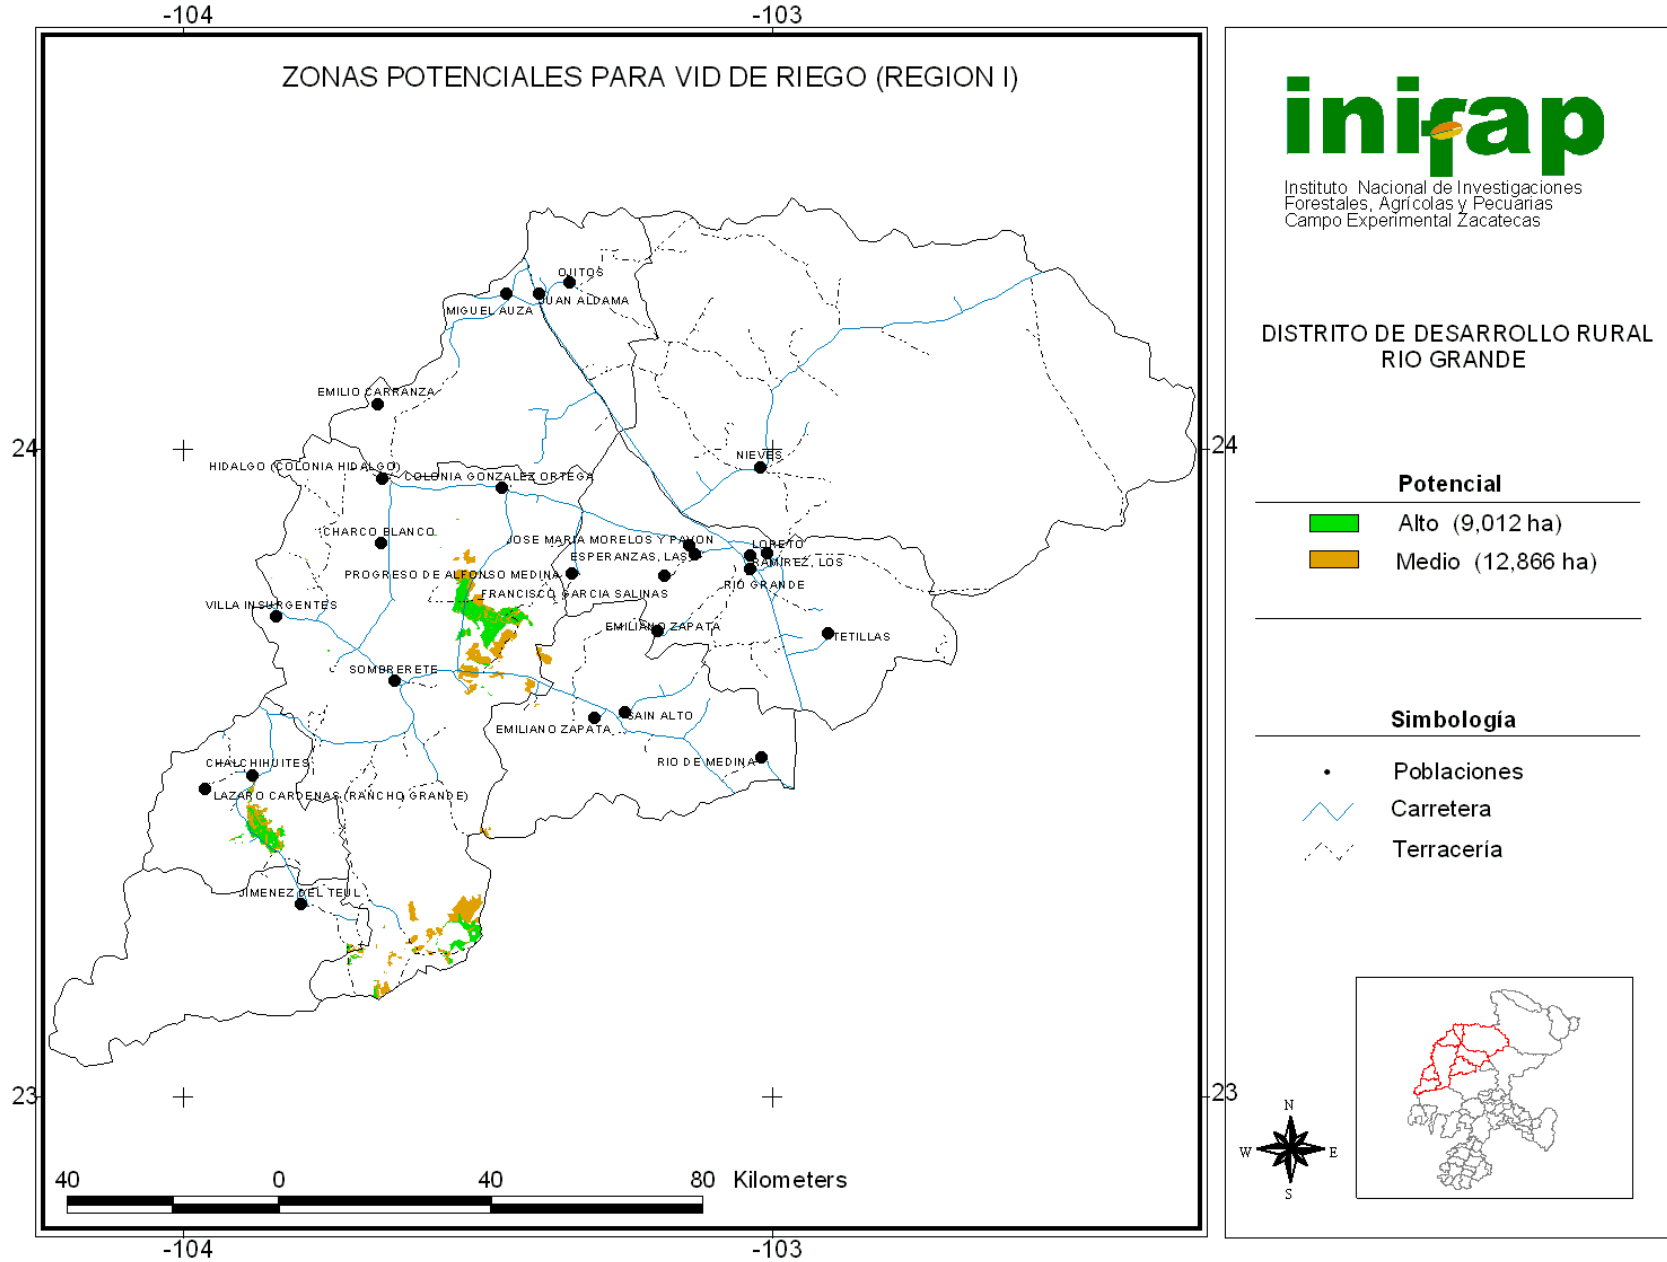 -104
-103
ZONAS POTENCIALES PARA VID DE RIEGO (REGION I)
OJITOS
JUAN ALDAMA
MIGUEL AUZA
EMILIO CARRANZA
24
24
NIEVES
HIDALGO (COLONIA HIDALGO)
COLONIA GONZALEZ ORTEGA
CHARCO BLANCO
JOSE MARIA MORELOS Y PAVON
LORETO
ESPERANZAS, LAS
RAMIREZ, LOS
PROGRESO DE ALFONSO MEDINA
RIO GRANDE
FRANCISCO GARCIA SALINAS
VILLA INSURGENTES
EMILIANO ZAPATA
TETILLAS
SOMBRERETE
SAIN ALTO
EMILIANO ZAPATA
CHALCHIHUITES
RIO DE MEDINA
LAZARO CARDENAS (RANCHO GRANDE)
JIMENEZ DEL TEUL
23
23
40 0 40 80 Kilometers
-104
-103
inifap
Instituto Nacional de Investigaciones
Forestales, Agrícolas y Pecuarias
Campo Experimental Zacatecas
DISTRITO DE DESARROLLO RURAL
RIO GRANDE
Potencial
Alto (9,012 ha)
Medio (12,866 ha)
Simbología
Poblaciones
Carretera
Terracería
N
W E
S